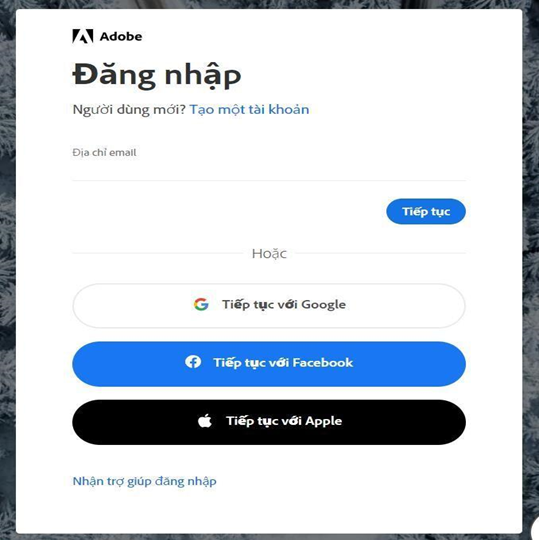 Adobe
Đăng nhập
Người dùng mới? Tạo một tài khoản
Địa chỉ email
Tiếp tục
Hoặc
Tiếp tục với Google
Tiếp tục với Facebook
Tiếp tục với Apple
Nhận trợ giúp đăng nhập